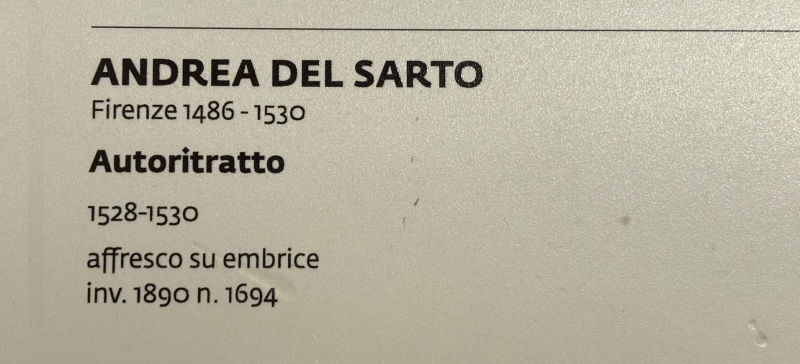 ANDREA DEL SARTO
Firenze 1486 - 1530
Autoritratto
1528-1530
affresco su embrice
inv. 1890 n. 1694